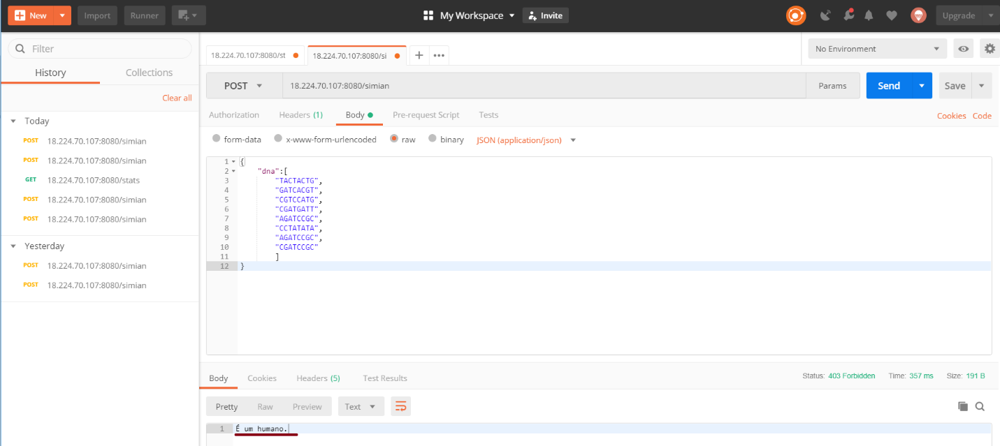 New
Import
Runner
My Workspace
Invite
Upgrade
Filter
History
Collections
Clear all
Today
POST 18.224.70.107:8080/simian
POST 18.224.70.107:8080/simian
GET 18.224.70.107:8080/stats
POST 18.224.70.107:8080/simian
POST 18.224.70.107:8080/simian
Yesterday
POST 18.224.70.107:8080/simian
POST 18.224.70.107:8080/simian
18.224.70.107:8080/st
18.224.70.107:8080/si
No Environment
POST 18.224.70.107:8080/simian Params Send Save
Authorization Headers (1) Body Pre-request Script Tests Cookies Code
form-data x-www-form-urlencoded raw binary JSON (application/json)
1 {
2 "dna":[
3 "TACTACTG",
4 "GATCACGT",
5 "CGTCCATG",
6 "CGATGATT",
7 "AGATCCGC",
8 "CCTATATA",
9 "AGATCCGC",
10 "CGATCCGC"
11 ]
12 }
Body Cookies Headers (5) Test Results Status: 403 Forbidden Time: 357 ms Size: 191 B
Pretty Raw Preview Text
1 É um humano.